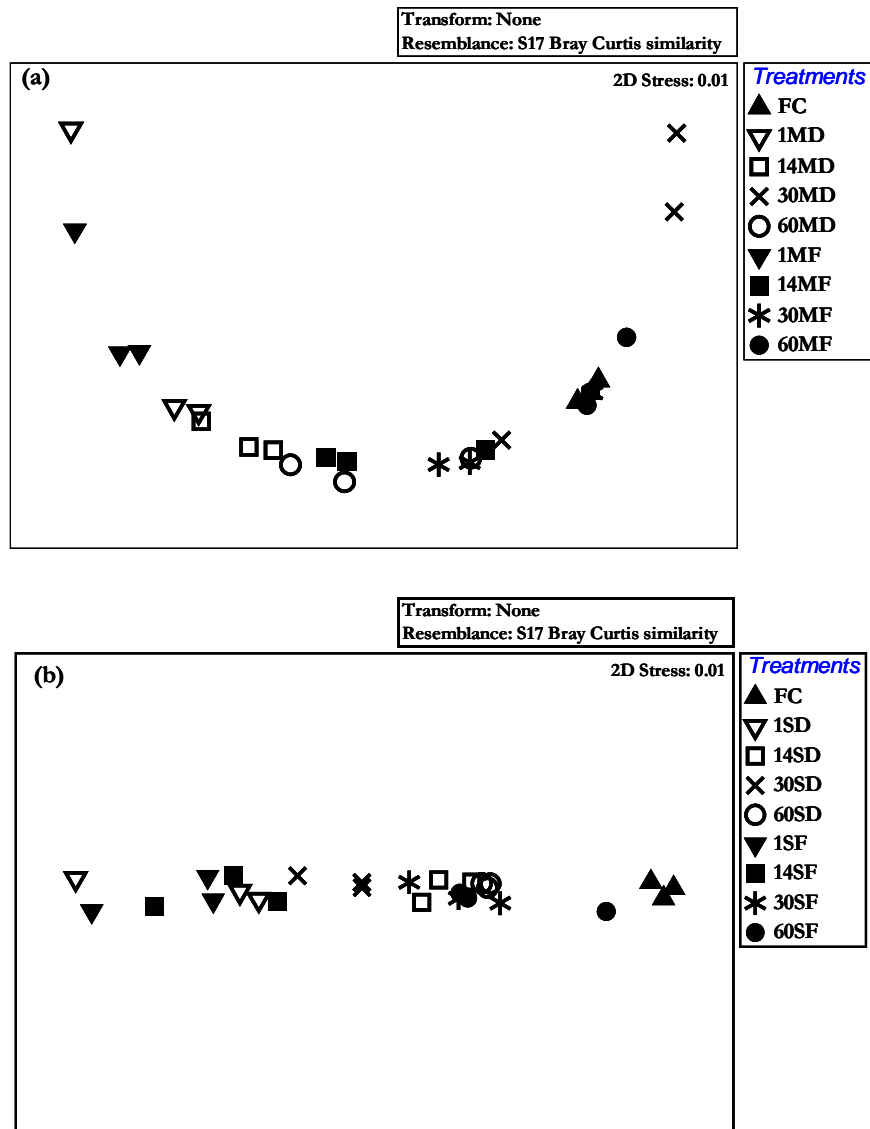 Transform: None
Resemblance: S17 Bray Curtis similarity
(a)
2D Stress: 0.01
Treatments
FC
1MD
14MD
30MD
60MD
1MF
14MF
30MF
60MF
Transform: None
Resemblance: S17 Bray Curtis similarity
(b)
2D Stress: 0.01
Treatments
FC
1SD
14SD
30SD
60SD
1SF
14SF
30SF
60SF